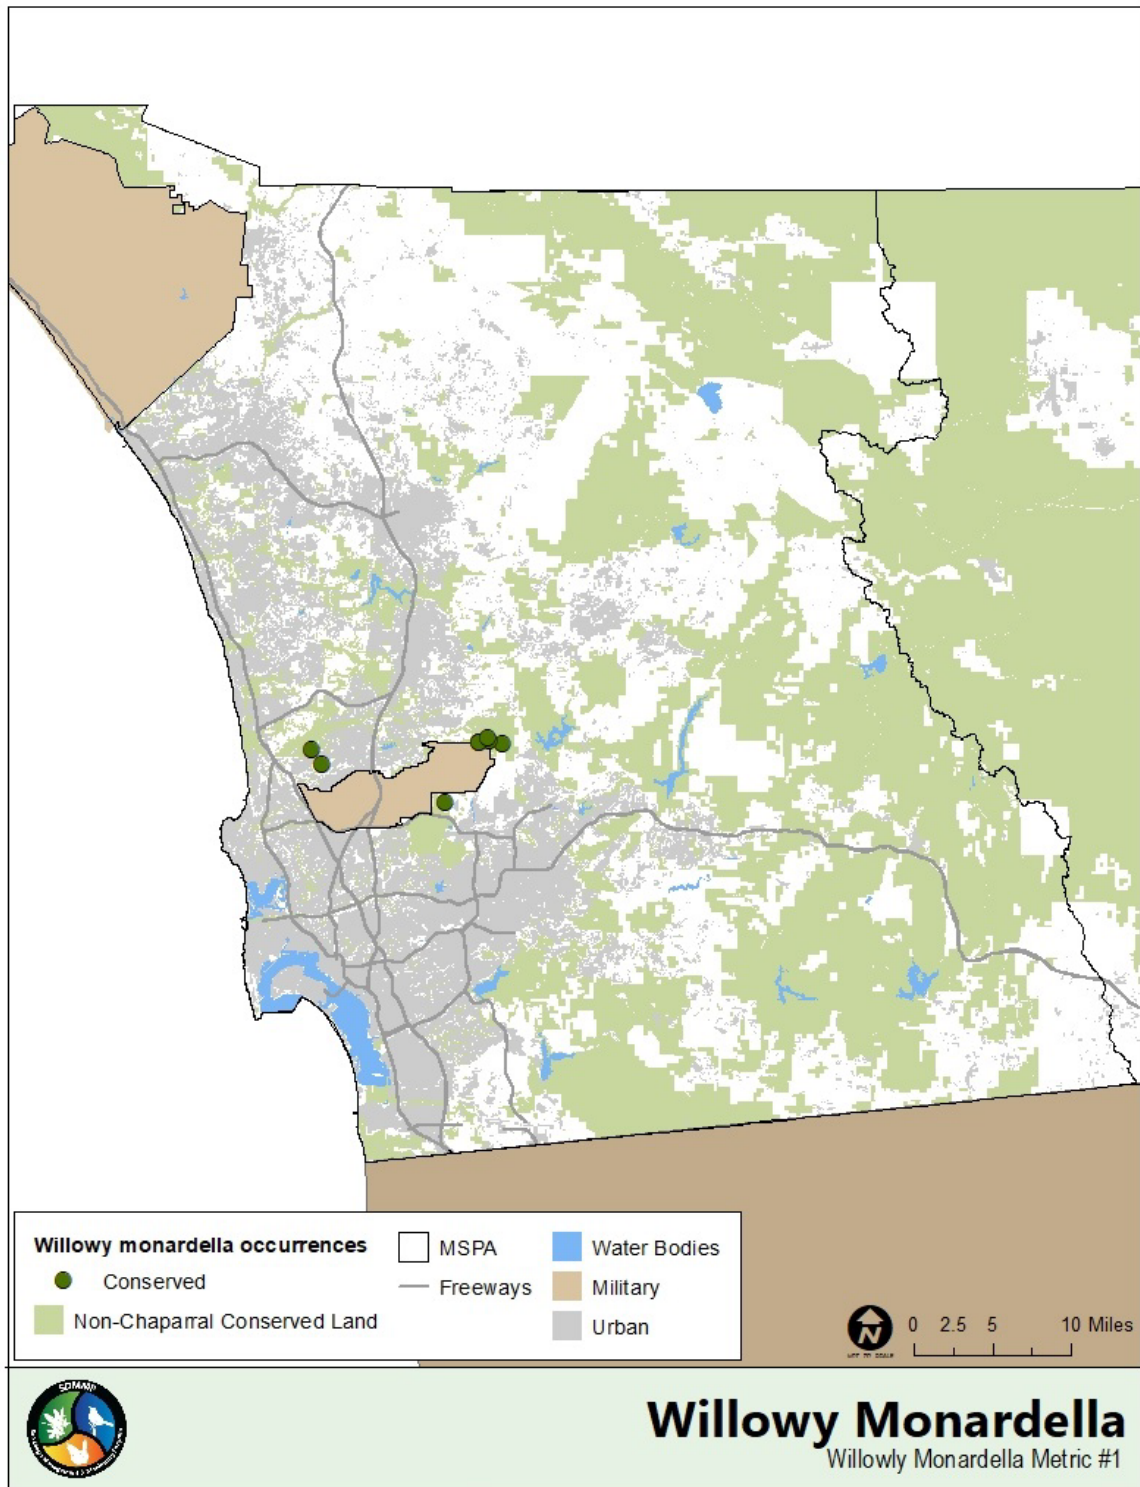 Willowy monardella occurrences
Conserved
Non-Chaparral Conserved Land
MSPA
Freeways
Water Bodies
Military
Urban
N
0 2.5 5 10 Miles
SDMMP
Willowy Monardella
Willowly Monardella Metric #1